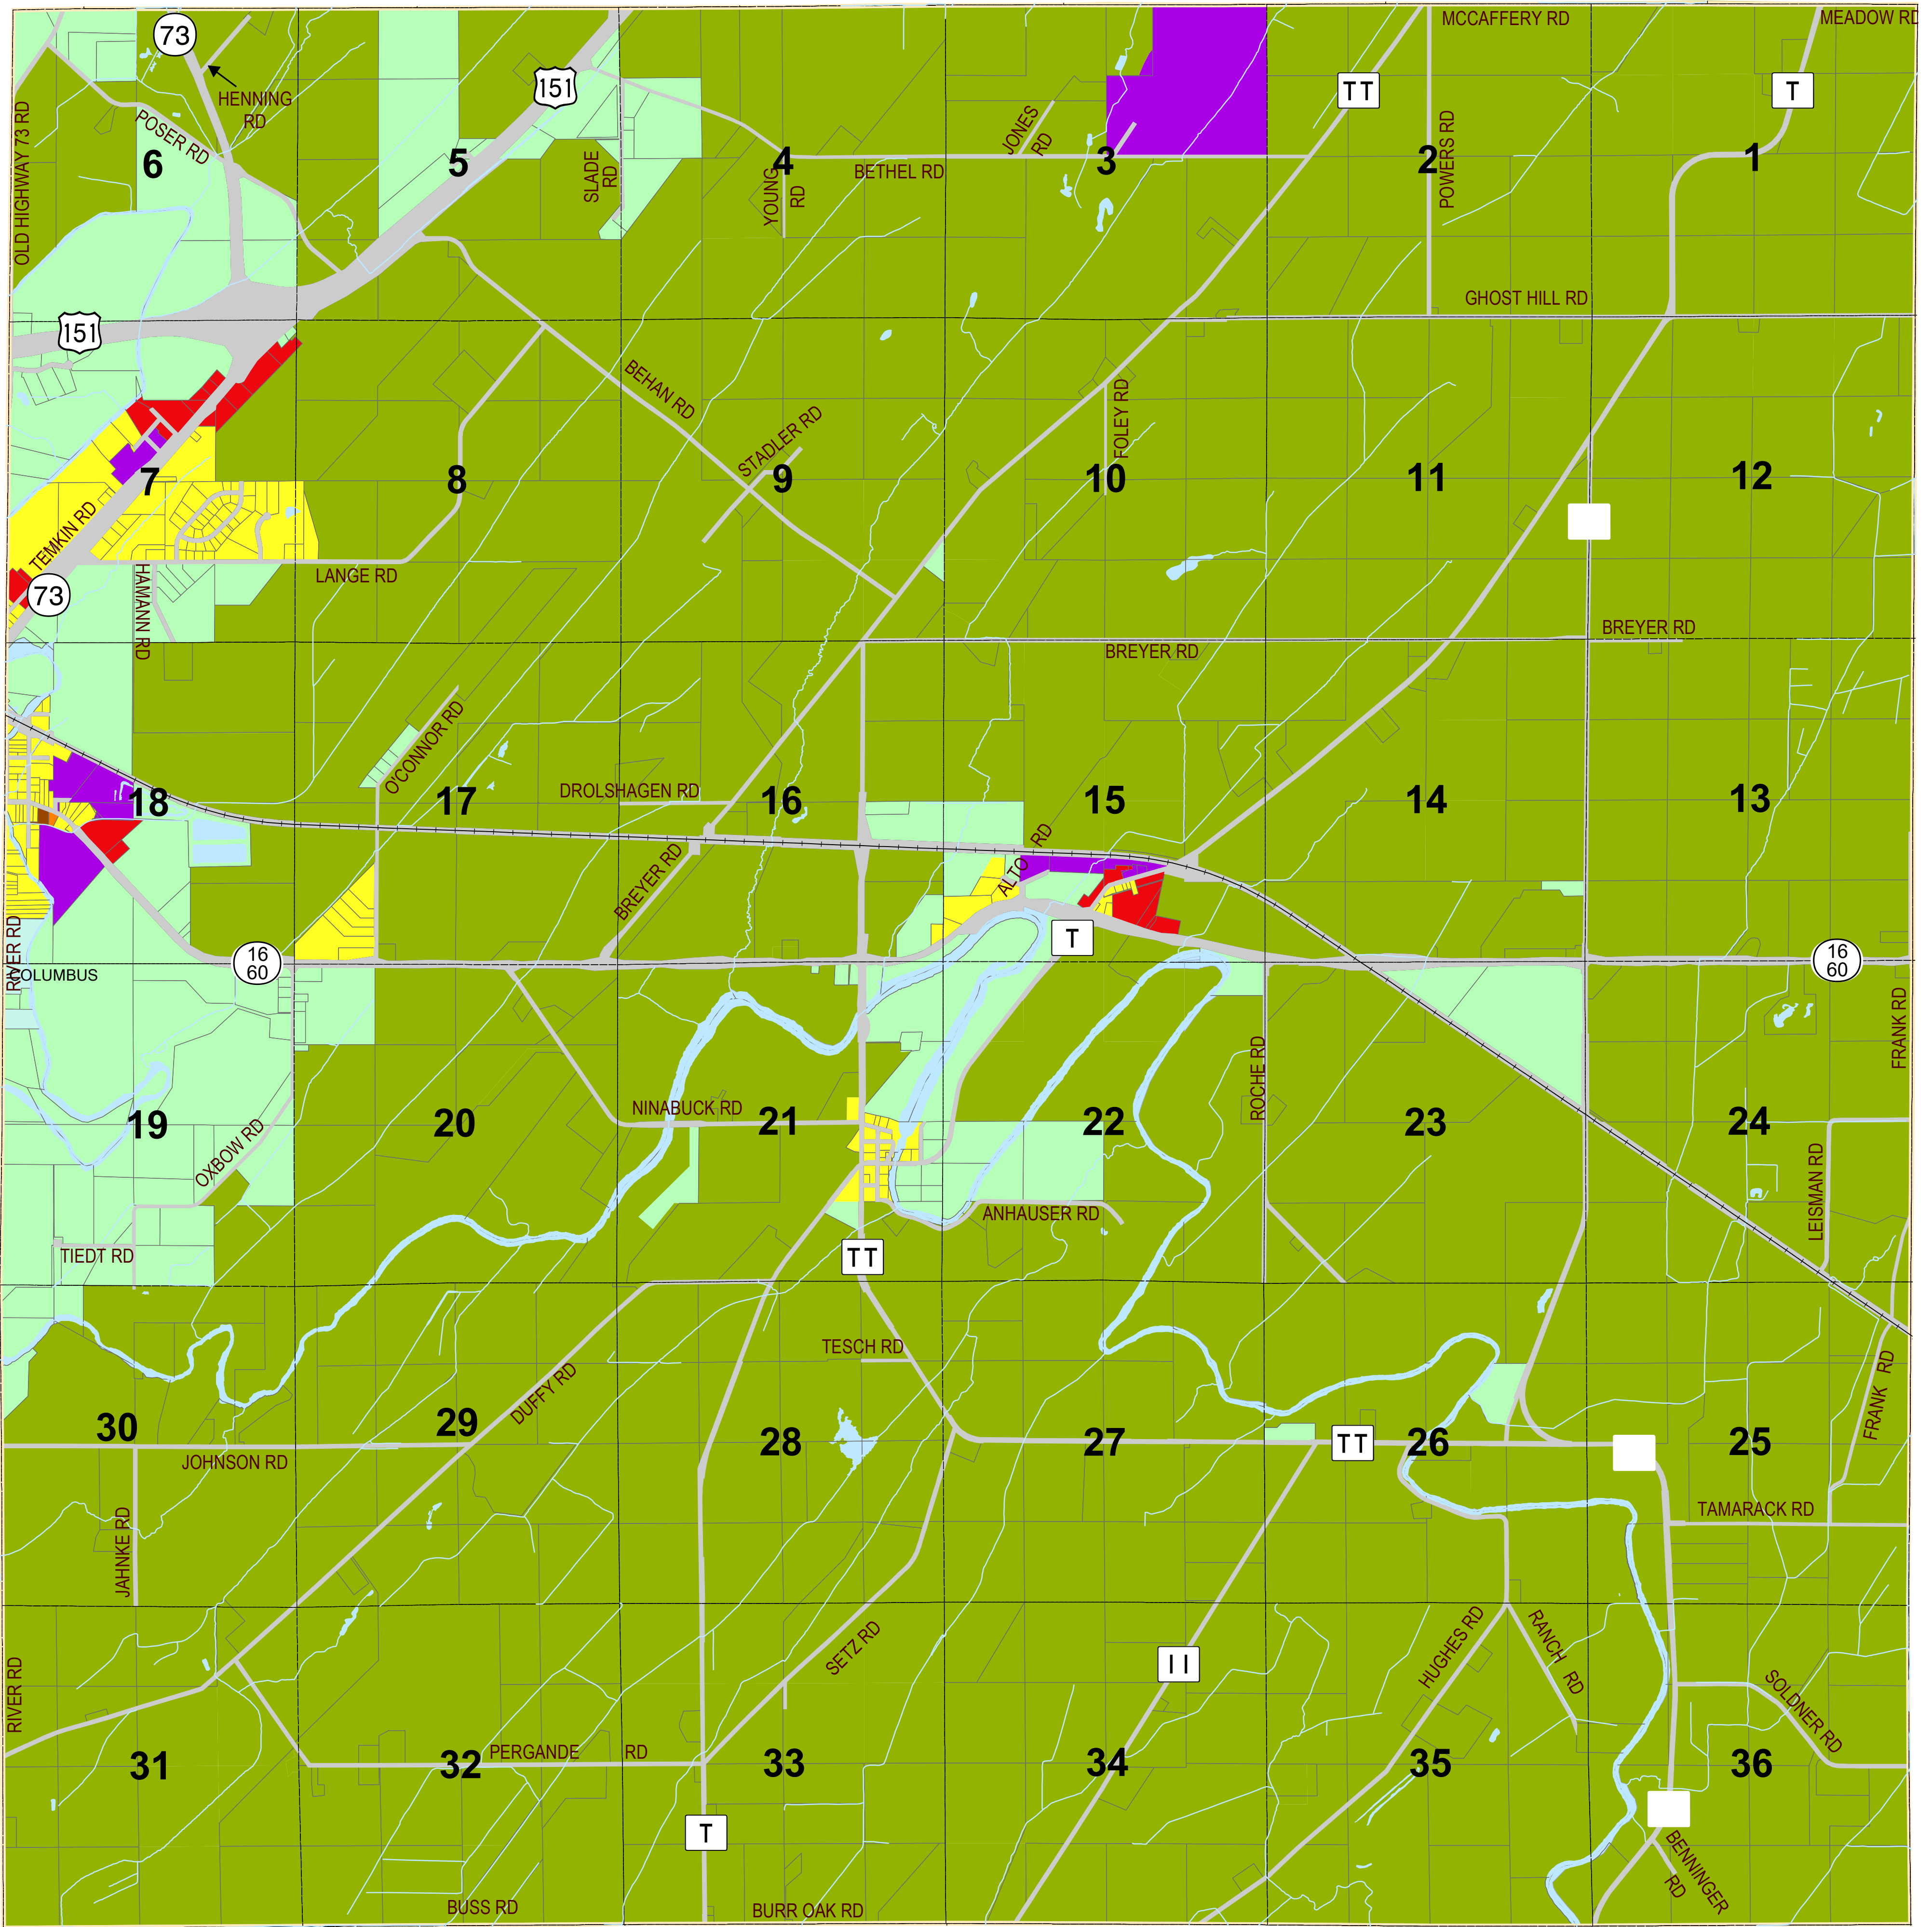 73
MCCAFFERY RD
MEADOW RD
HENNING
RD
151
TT
T
OLD HIGHWAY 73 RD
POSER RD
JONES
RD
POWERS RD
6
5
SLADE
RD
4
YOUNG
RD
BETHEL RD
3
2
1
GHOST HILL RD
151
BEHAN RD
FOLEY RD
STADLER RD
7
8
9
10
11
12
TEMKIN RD
LANGE RD
73
HAMANN RD
BREYER RD
BREYER RD
O'CONNOR RD
DROLSHAGEN RD
18
17
16
15
14
13
BREYER RD
ALTO RD
T
RIVER RD
16
60
16
60
OLUMBUS
FRANK RD
ROCHE RD
NINABUCK RD
19
20
21
22
23
24
OXBOW RD
LEISMAN RD
ANHAUSER RD
TIEDT RD
TT
TESCH RD
DUFFY RD
FRANK RD
30
29
28
27
TT
26
25
JOHNSON RD
JAHNKE RD
TAMARACK RD
SETZ RD
HUGHES RD
RANCH RD
RIVER RD
I I
SOLDNER RD
31
32
PERGANDE RD
33
34
35
36
T
BENNINGER
RD
BUSS RD
BURR OAK RD